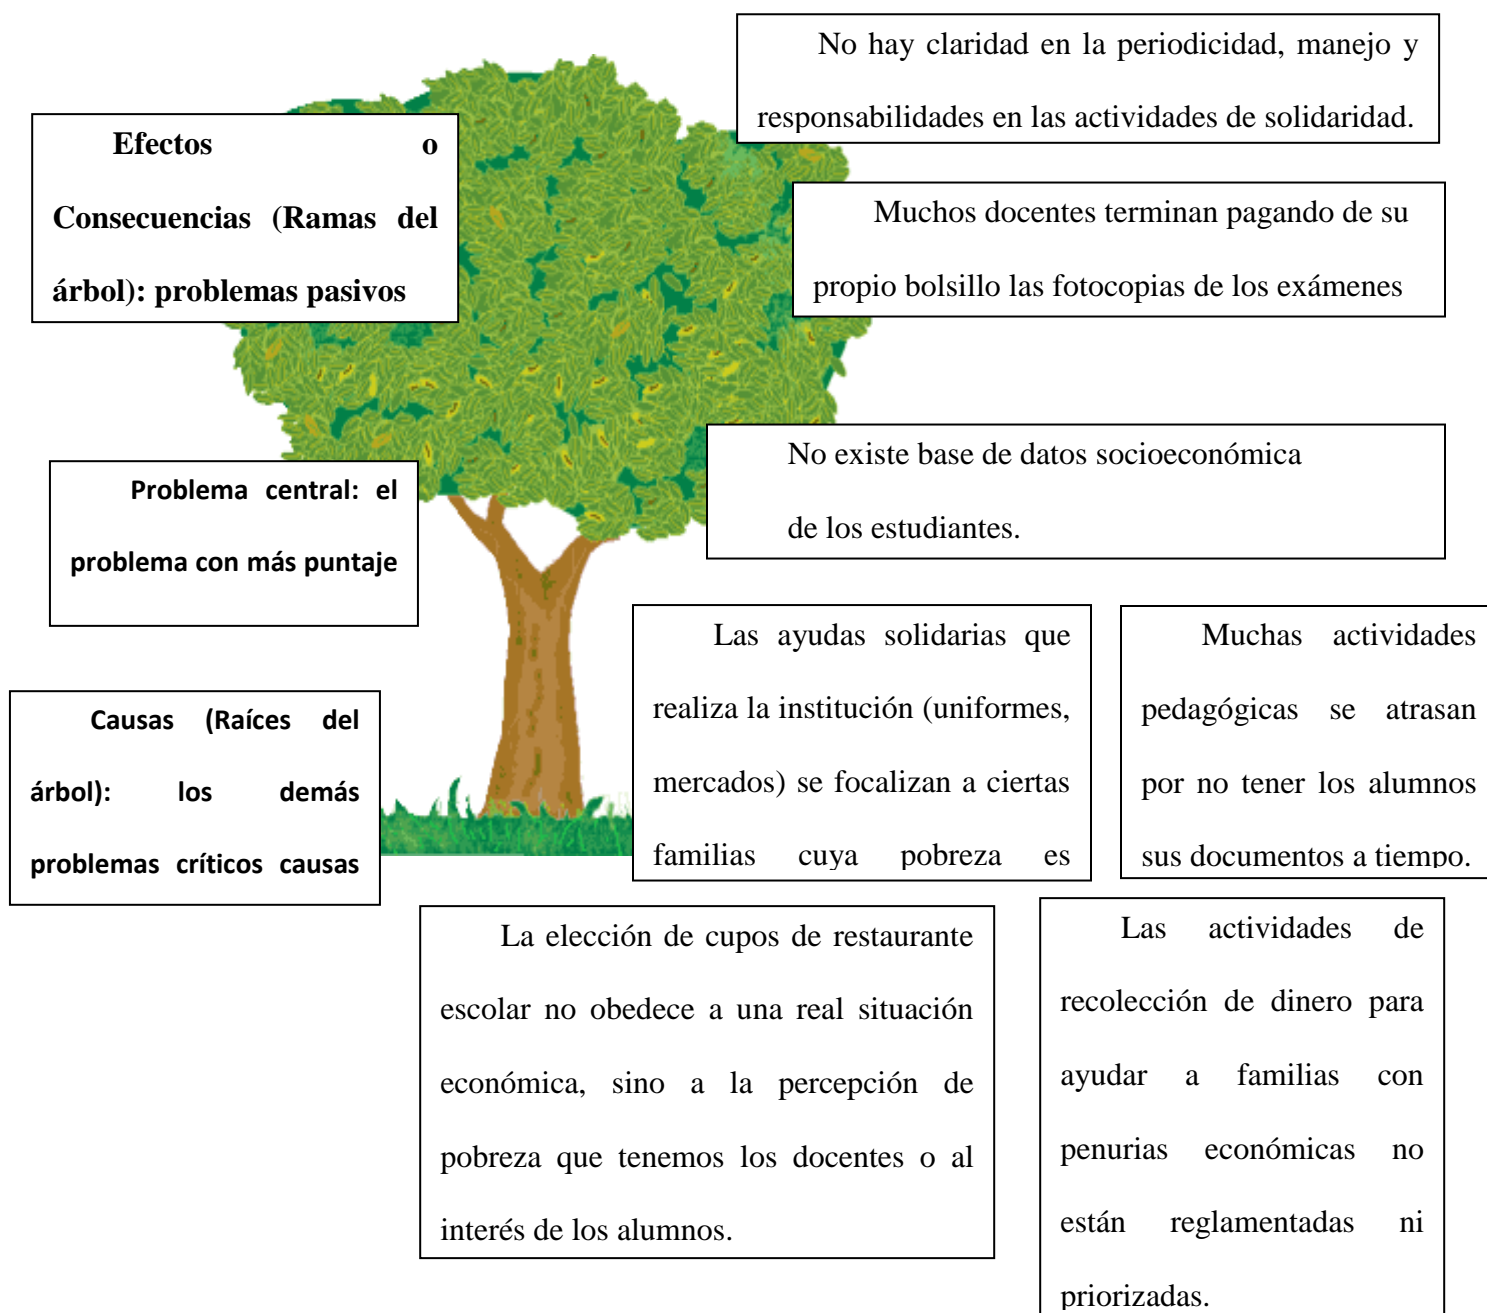 No hay claridad en la periodicidad, manejo y
responsabilidades en las actividades de solidaridad.
Efectos o
Consecuencias (Ramas del
árbol): problemas pasivos
Muchos docentes terminan pagando de su
propio bolsillo las fotocopias de los exámenes
No existe base de datos socioeconómica
de los estudiantes.
Problema central: el
problema con más puntaje
Las ayudas solidarias que
realiza la institución (uniformes,
mercados) se focalizan a ciertas
familias cuya pobreza es
Muchas actividades
pedagógicas se atrasan
por no tener los alumnos
sus documentos a tiempo.
Causas (Raíces del
árbol): los demás
problemas críticos causas
La elección de cupos de restaurante
escolar no obedece a una real situación
económica, sino a la percepción de
pobreza que tenemos los docentes o al
interés de los alumnos.
Las actividades de
recolección de dinero para
ayudar a familias con
penurias económicas no
están reglamentadas ni
priorizadas.